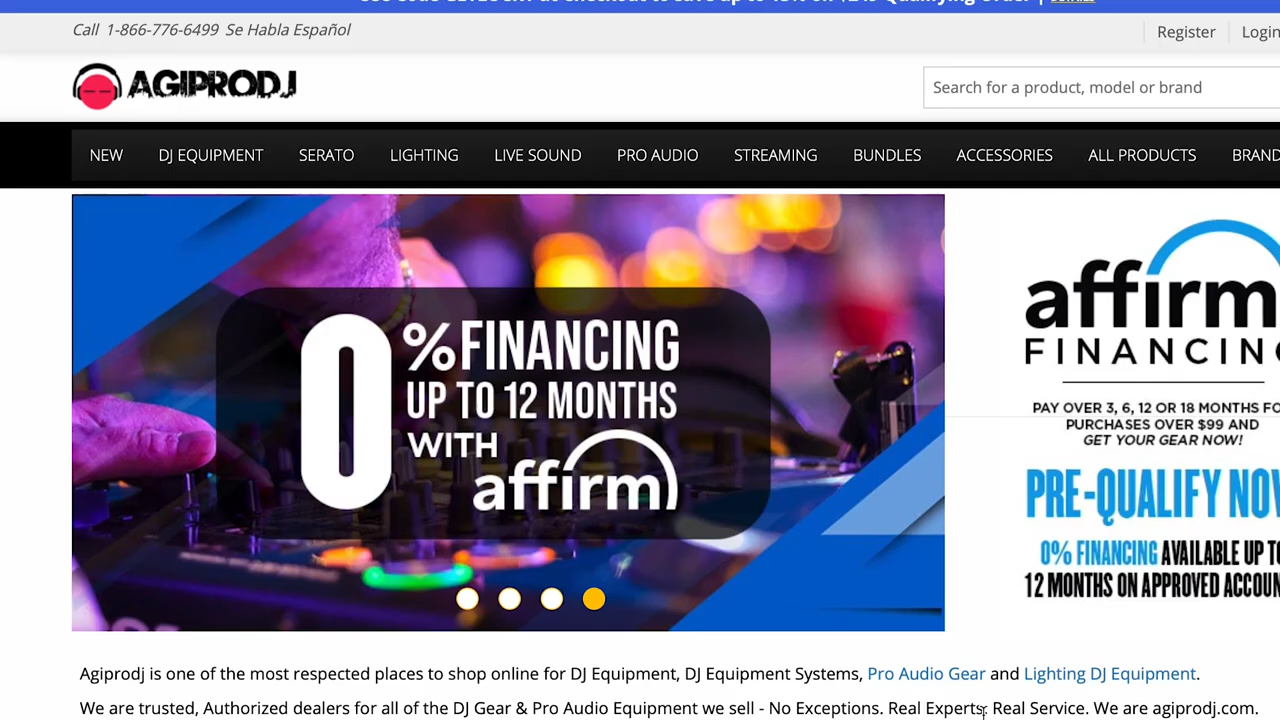 Call 1-866-776-6499 Se Habla Español
Register
Login
AGIPRODJ
Search for a product, model or brand
NEW DJ EQUIPMENT SERATO LIGHTING LIVE SOUND PRO AUDIO STREAMING BUNDLES ACCESSORIES ALL PRODUCTS BRAND
0% FINANCING
UP TO 12 MONTHS
WITH
affirm
affirm
FINANCING
PAY OVER 3, 6, 12 OR 18 MONTHS FO
PURCHASES OVER $99 AND
GET YOUR GEAR NOW!
PRE-QUALIFY NO
0% FINANCING AVAILABLE UP TO
12 MONTHS ON APPROVED ACCOUN
Agiprodj is one of the most respected places to shop online for DJ Equipment, DJ Equipment Systems, Pro Audio Gear and Lighting DJ Equipment.
We are trusted, Authorized dealers for all of the DJ Gear & Pro Audio Equipment we sell - No Exceptions. Real Experts, Real Service. We are agiprodj.com.